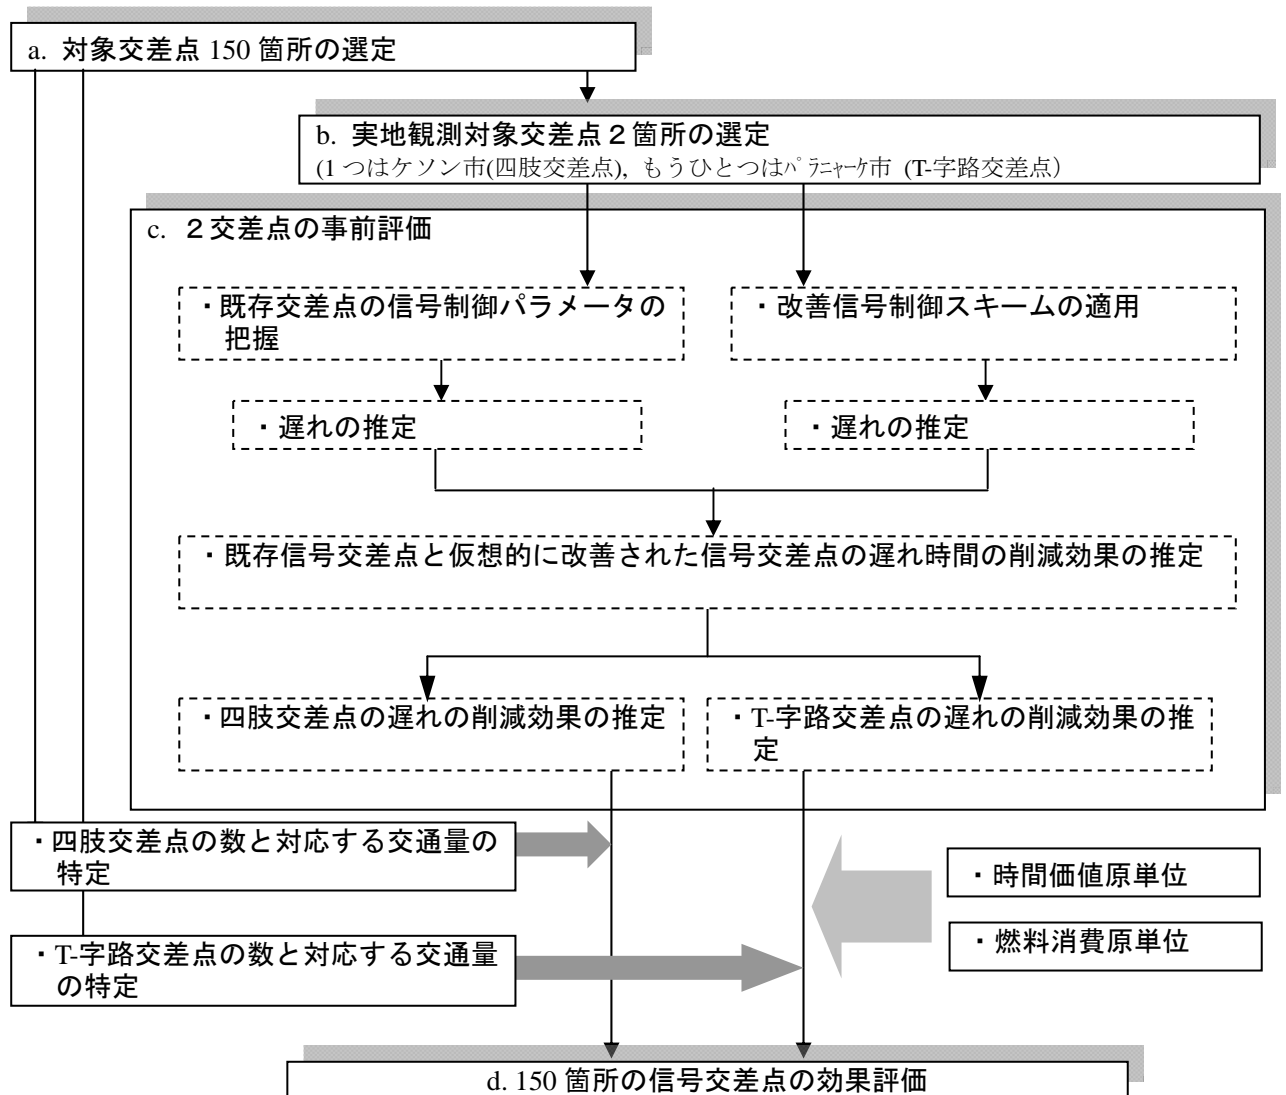 a. 対象交差点 150 箇所の選定
b. 実地観測対象交差点２箇所の選定
(1 つはケソン市(四肢交差点), もうひとつはﾊﾟﾗﾆｬｰｹ市 (T-字路交差点）
c. ２交差点の事前評価
・既存交差点の信号制御パラメータの
把握
・改善信号制御スキームの適用
・遅れの推定
・遅れの推定
・既存信号交差点と仮想的に改善された信号交差点の遅れ時間の削減効果の推定
・四肢交差点の遅れの削減効果の推定
・T-字路交差点の遅れの削減効果の推
定
・四肢交差点の数と対応する交通量の
特定
・時間価値原単位
・T-字路交差点の数と対応する交通量
の特定
・燃料消費原単位
d. 150 箇所の信号交差点の効果評価